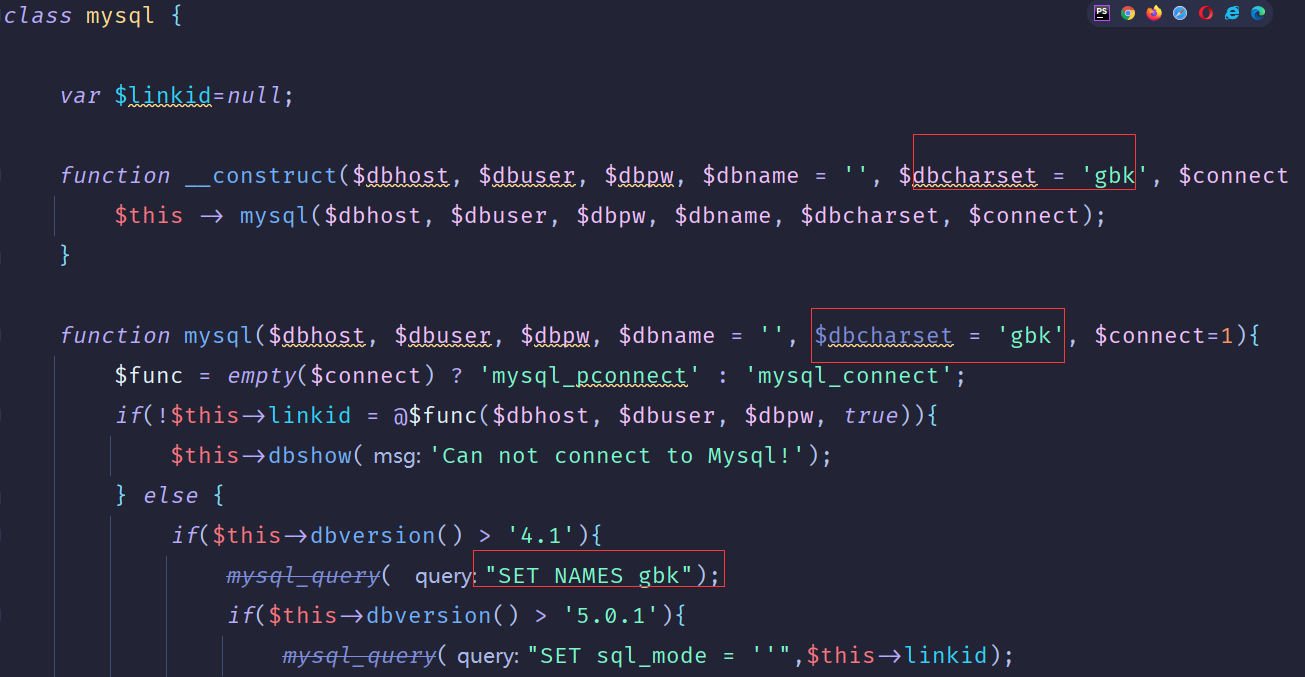 class mysql {
PS
var $linkid=null;
function __construct($dbhost, $dbuser, $dbpw, $dbname = '', $dbcharset = 'gbk', $connect
$this -> mysql($dbhost, $dbuser, $dbpw, $dbname, $dbcharset, $connect);
}
function mysql($dbhost, $dbuser, $dbpw, $dbname = '', $dbcharset = 'gbk', $connect=1){
$func = empty($connect) ? 'mysql_pconnect' : 'mysql_connect';
if(!$this->linkid = @$func($dbhost, $dbuser, $dbpw, true)){
$this->dbshow( msg: 'Can not connect to Mysql!');
} else {
if($this->dbversion() > '4.1'){
mysql_query( query: "SET NAMES gbk");
if($this->dbversion() > '5.0.1'){
mysql_query( query: "SET sql_mode = ''",$this->linkid);